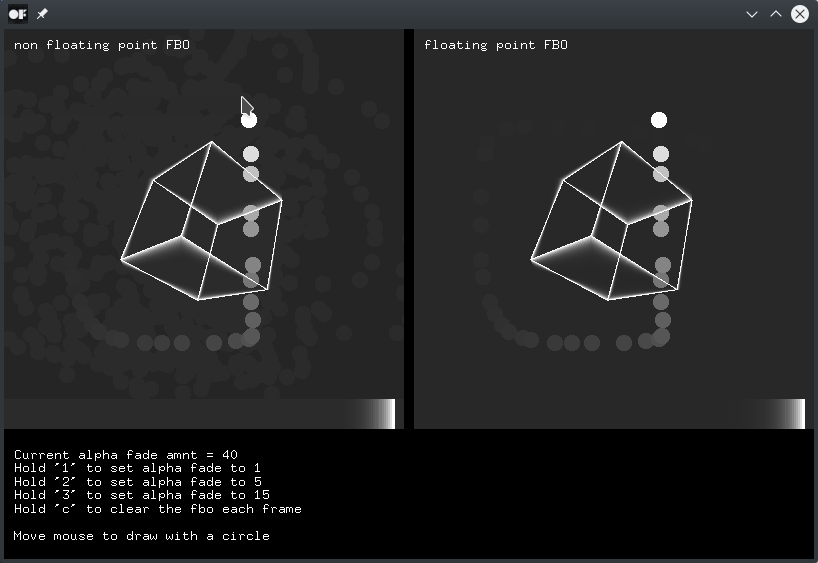 OF
non floating point FBO
floating point FBO
Current alpha fade amnt = 40
Hold "1" to set alpha fade to 1
Hold "2" to set alpha fade to 5
Hold "3" to set alpha fade to 15
Hold "c" to clear the fbo each frame
Move mouse to draw with a circle